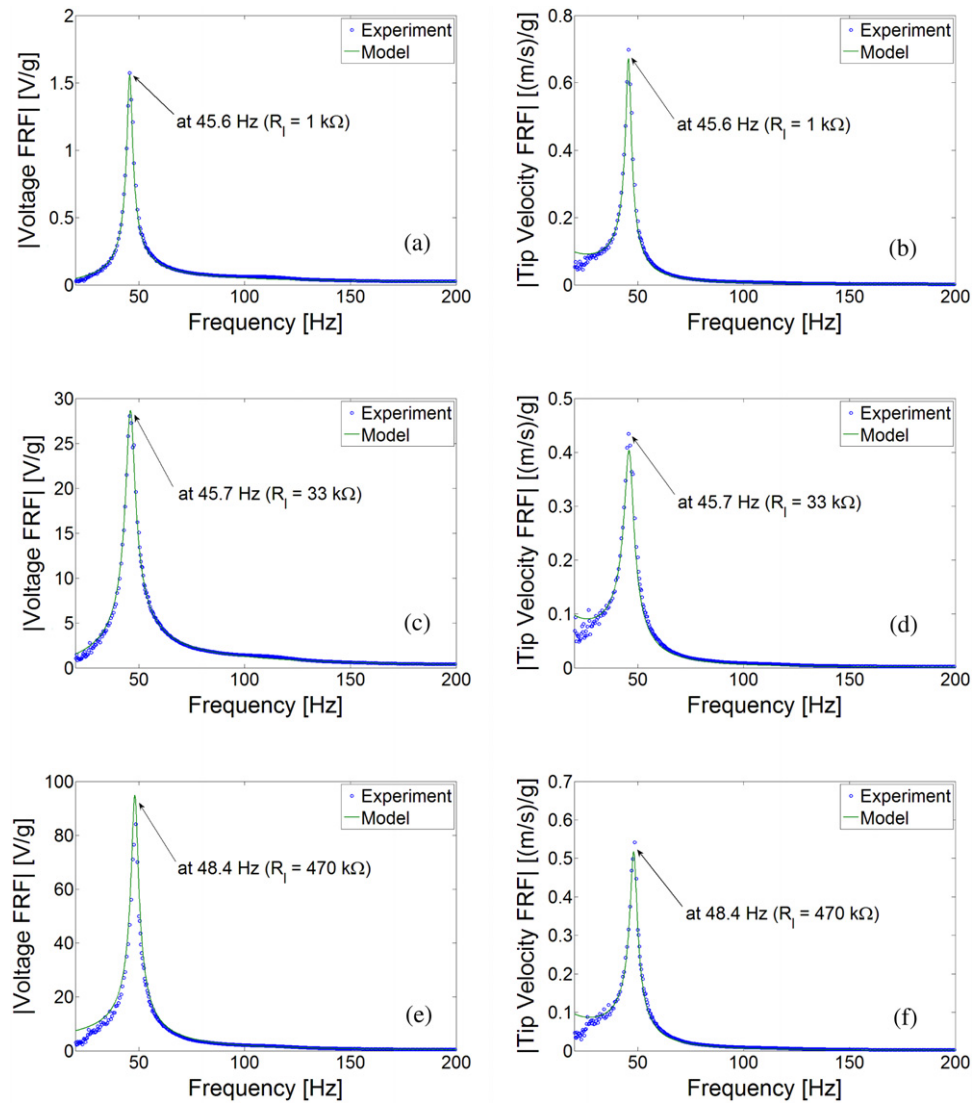 |Voltage FRF| [V/g]
2
1.5
1
0.5
0
50
100
150
200
Frequency [Hz]
Experiment
Model
at 45.6 Hz (R_l = 1 kΩ)
(a)
|Tip Velocity FRF| [(m/s)/g]
0.8
0.6
0.4
0.2
0
50
100
150
200
Frequency [Hz]
Experiment
Model
at 45.6 Hz (R_l = 1 kΩ)
(b)
|Voltage FRF| [V/g]
30
25
20
15
10
5
0
50
100
150
200
Frequency [Hz]
Experiment
Model
at 45.7 Hz (R_l = 33 kΩ)
(c)
|Tip Velocity FRF| [(m/s)/g]
0.5
0.4
0.3
0.2
0.1
0
50
100
150
200
Frequency [Hz]
Experiment
Model
at 45.7 Hz (R_l = 33 kΩ)
(d)
|Voltage FRF| [V/g]
100
80
60
40
20
0
50
100
150
200
Frequency [Hz]
Experiment
Model
at 48.4 Hz (R_l = 470 kΩ)
(e)
|Tip Velocity FRF| [(m/s)/g]
0.7
0.6
0.5
0.4
0.3
0.2
0.1
0
50
100
150
200
Frequency [Hz]
Experiment
Model
at 48.4 Hz (R_l = 470 kΩ)
(f)